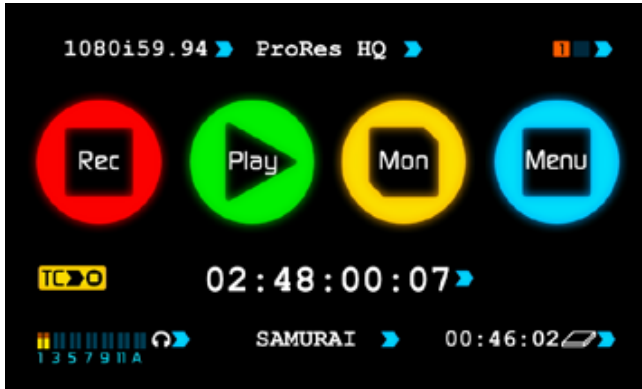 1080i59.94 ProRes HQ 1
Rec Play Mon Menu
TC 02:48:00:07
1 3 5 7 9 11 A SAMURAI 00:46:02